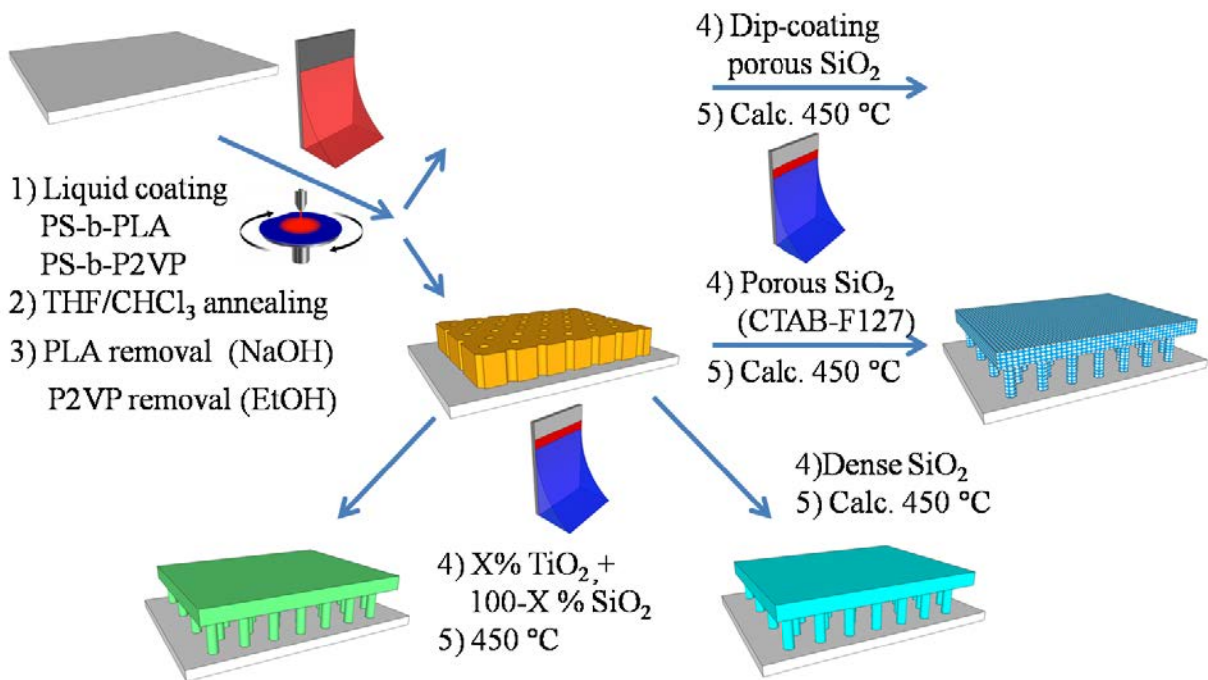 1) Liquid coating
PS-b-PLA
PS-b-P2VP
2) THF/CHCl₃ annealing
3) PLA removal (NaOH)
P2VP removal (EtOH)
4) Dip-coating
porous SiO₂
5) Calc. 450 °C
4) Porous SiO₂
(CTAB-F127)
5) Calc. 450 °C
4)Dense SiO₂
5) Calc. 450 °C
4) X% TiO₂ +
100-X % SiO₂
5) 450 °C